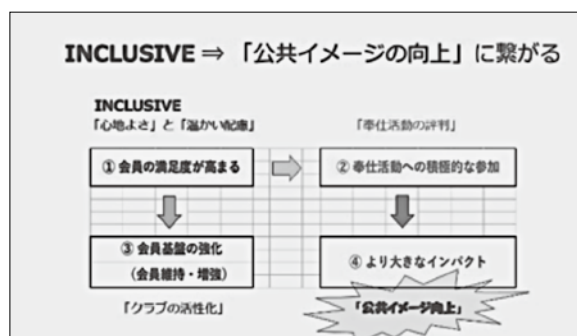 INCLUSIVE ⇒ 「公共イメージの向上」に繋がる
INCLUSIVE
「心地よさ」と「温かい配慮」
「奉仕活動の評判」
① 会員の満足度が高まる
② 奉仕活動への積極的な参加
③ 会員基盤の強化
(会員維持・増強)
④ より大きなインパクト
「クラブの活性化」
「公共イメージ向上」